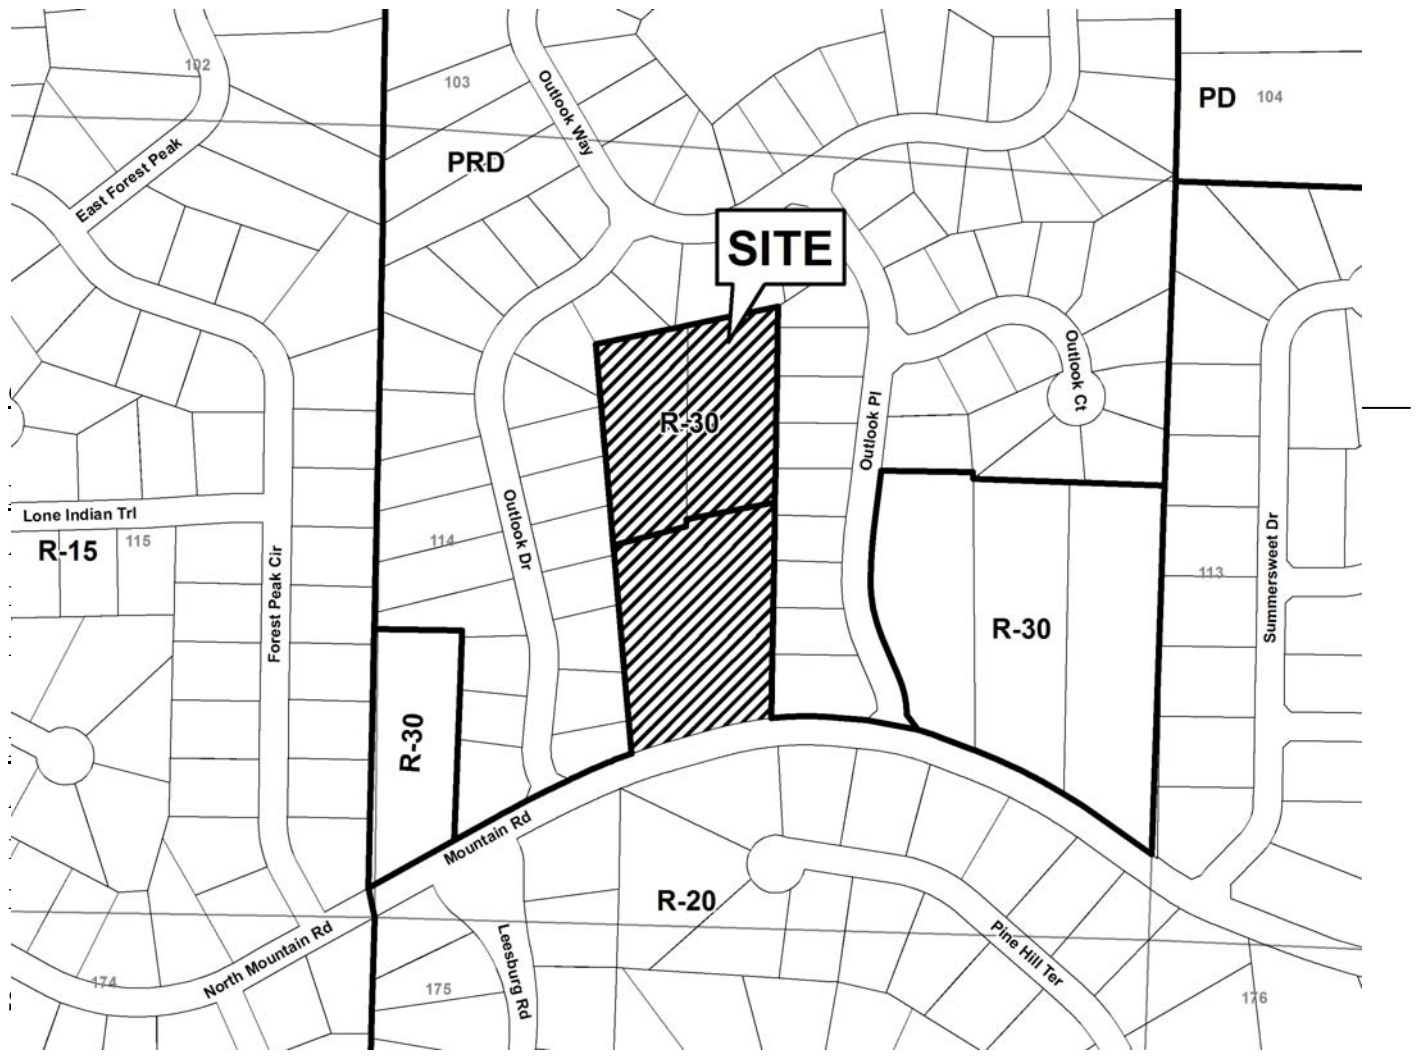 102
103
Outlook Way
PD
104
PRD
East Forest Peak
SITE
Outlook Ct
R-30
Outlook Pl
Lone Indian Trl
R-15
115
114
Outlook Dr
113
Summersweet Dr
Forest Peak Cir
R-30
R-30
Mountain Rd
R-20
North Mountain Rd
Leesburg Rd
Pine Hill Ter
174
175
176